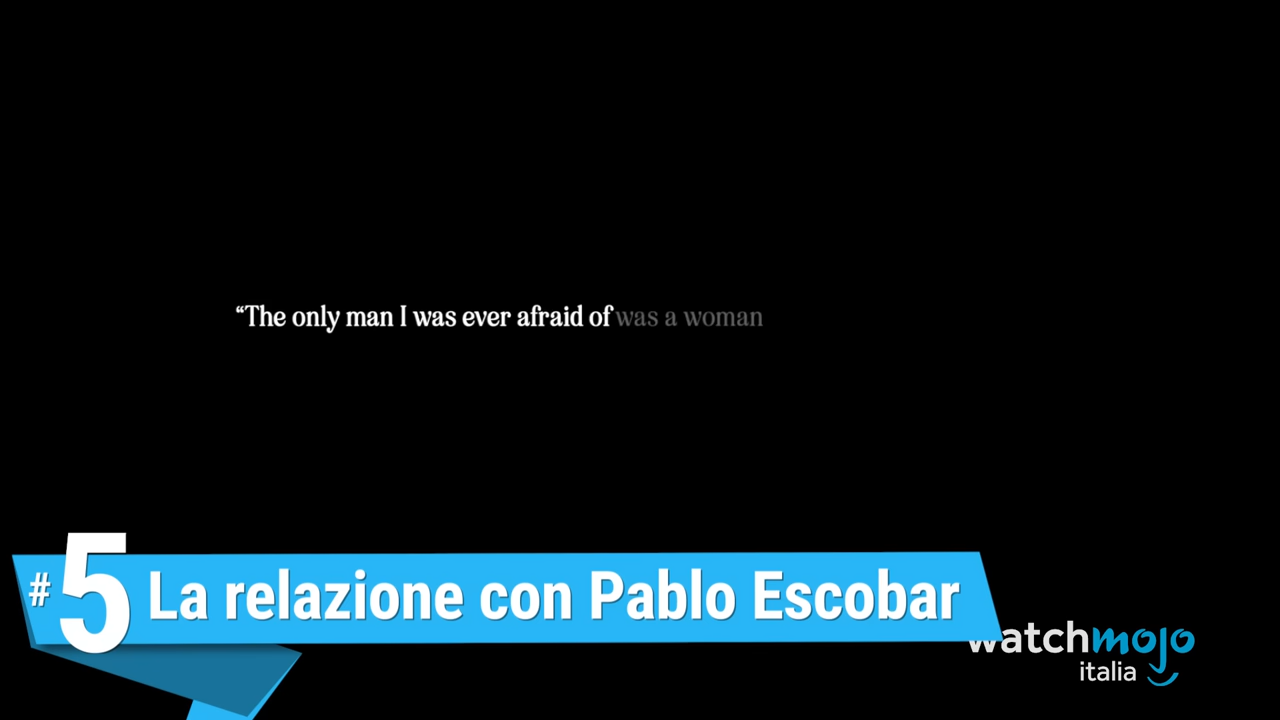 “The only man I was ever afraid of was a woman
#5 La relazione con Pablo Escobar
watchmojo
italia